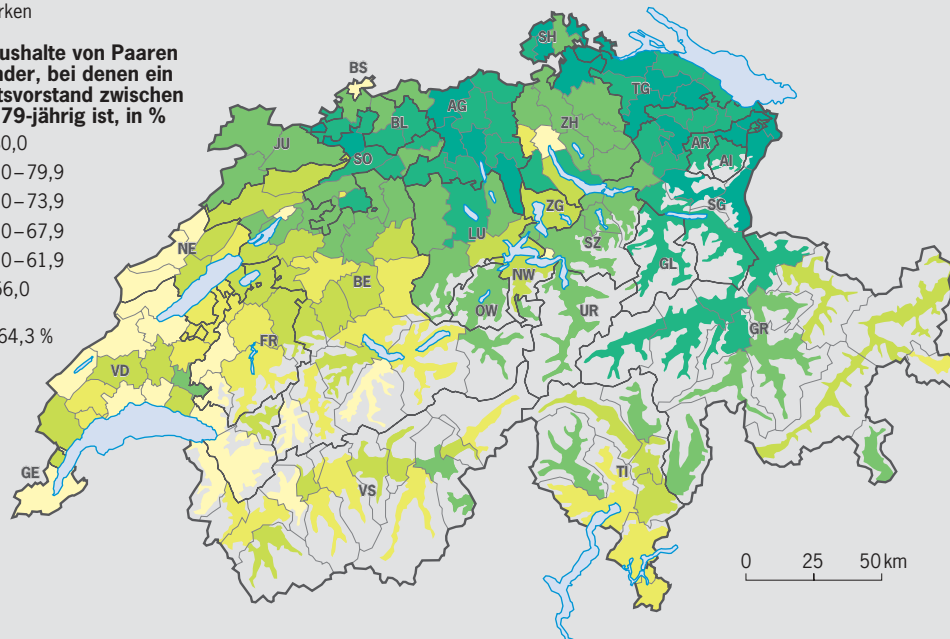 rken
ushalte von Paaren
nder, bei denen ein
tsvorstand zwischen
79-jährig ist, in %
0,0
0–79,9
0–73,9
0–67,9
0–61,9
56,0
64,3 %
SH
BS
TG
AG
BL
ZH
JU
AR
SO
AI
ZG
SG
LU
NE
SZ
GL
NW
BE
OW
UR
GR
FR
VD
TI
GE
VS
0 25 50 km